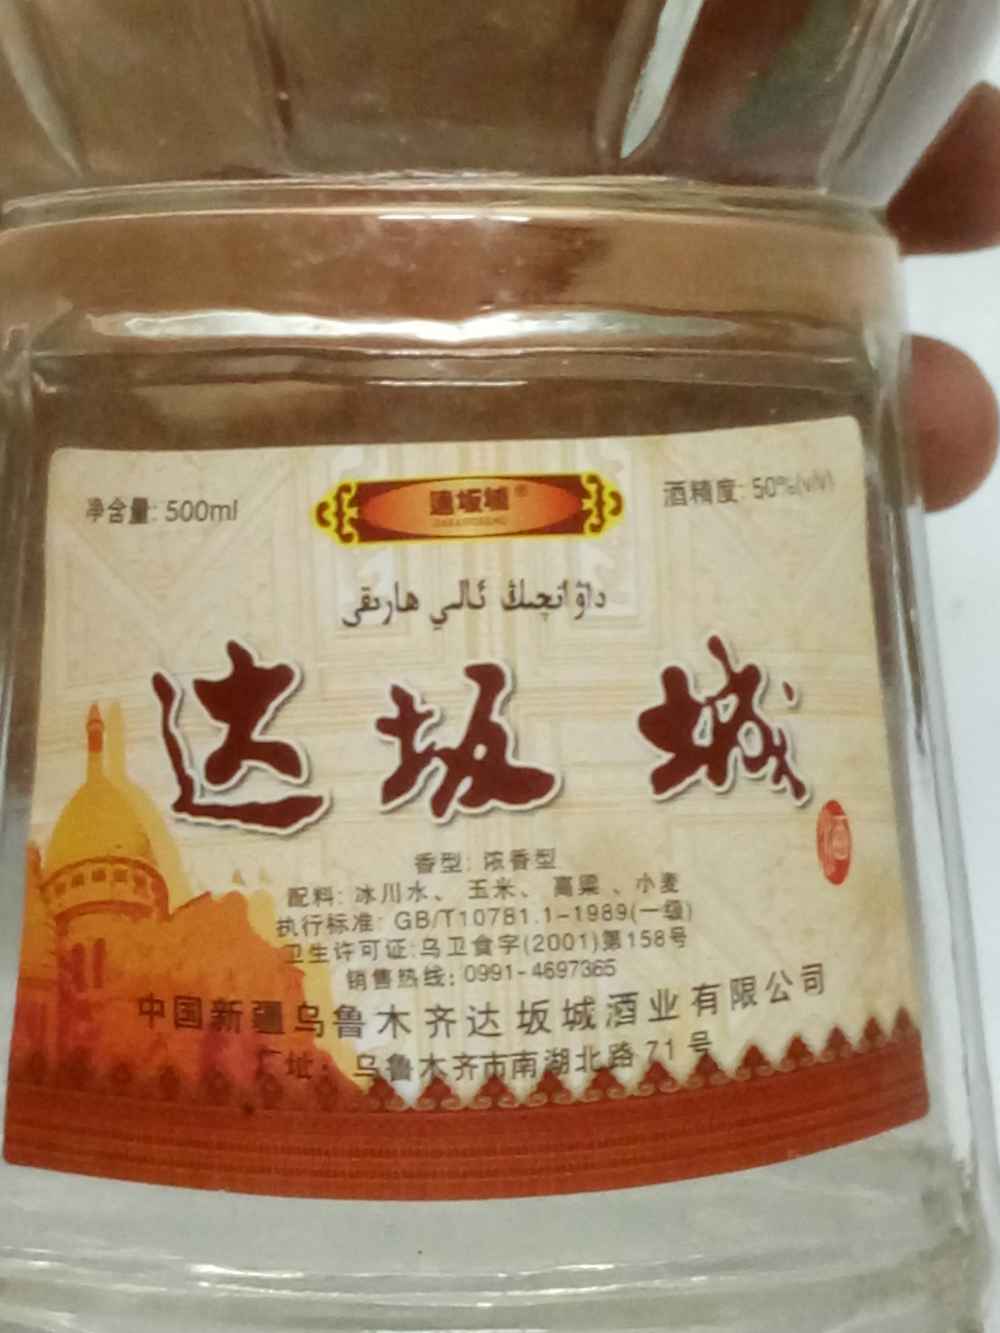 净含量: 500ml
達坂城®
酒精度: 50%(v/v)
داۋانچىڭ ئالىي ھارىقى
达坂城
酒
香型: 浓香型
配料: 冰川水、玉米、高粱、小麦
执行标准: GB/T10781.1-1989(一级)
卫生许可证:乌卫食字(2001)第158号
销售热线: 0991-4697365
中国新疆乌鲁木齐达坂城酒业有限公司
厂址: 乌鲁木齐市南湖北路71号